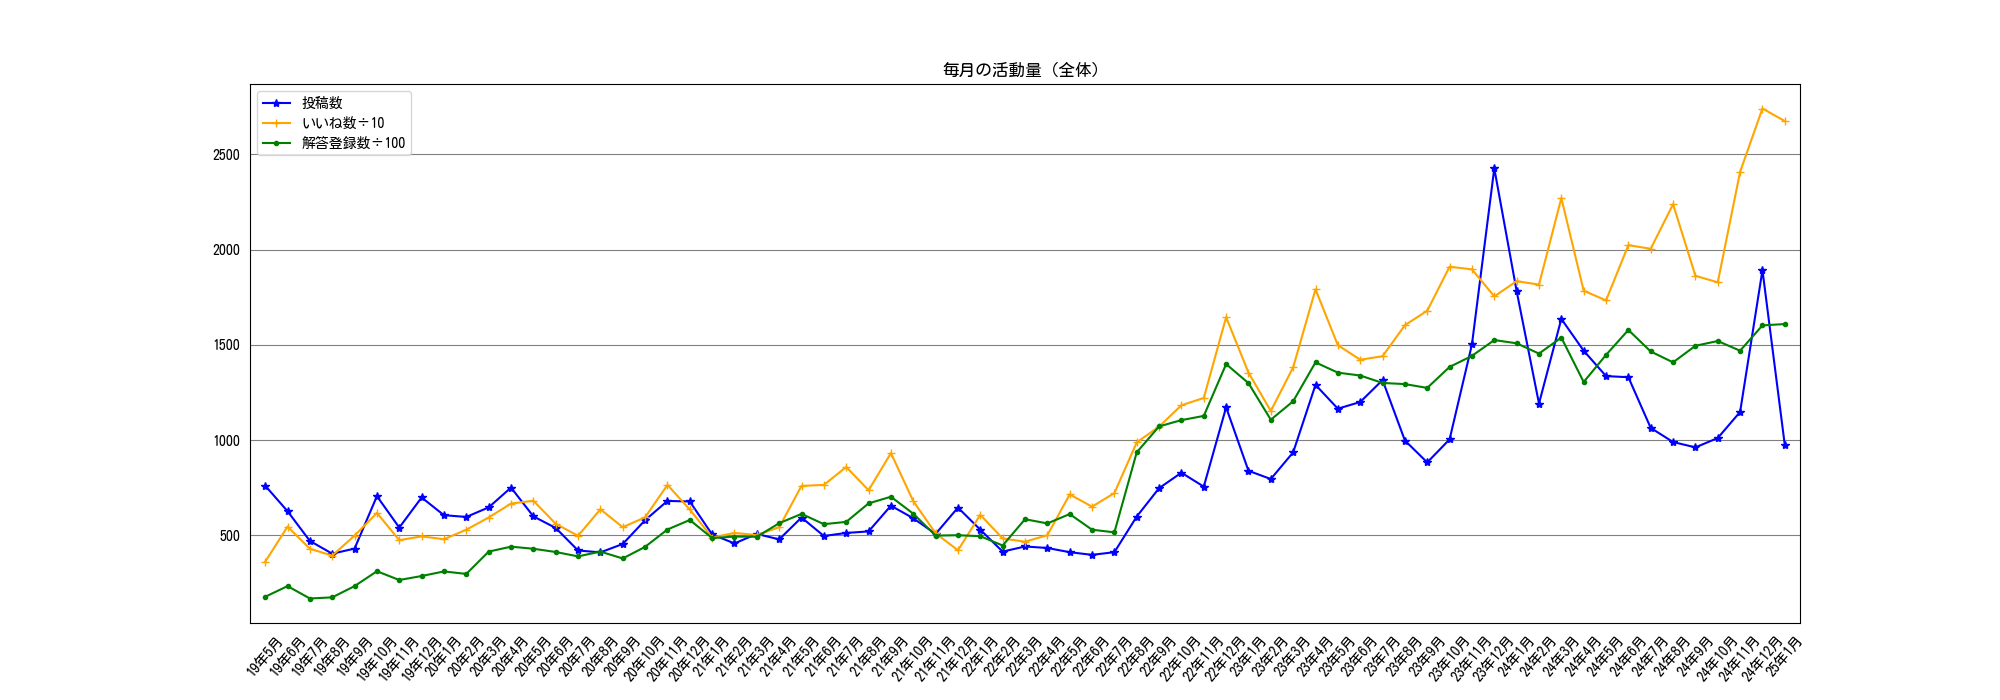 毎月の活動量（全体）
投稿数
いいね数÷10
解答登録数÷100
2500
2000
1500
1000
500
19年5月
19年6月
19年7月
19年8月
19年9月
19年10月
19年11月
19年12月
20年1月
20年2月
20年3月
20年4月
20年5月
20年6月
20年7月
20年8月
20年9月
20年10月
20年11月
20年12月
21年1月
21年2月
21年3月
21年4月
21年5月
21年6月
21年7月
21年8月
21年9月
21年10月
21年11月
21年12月
22年1月
22年2月
22年3月
22年4月
22年5月
22年6月
22年7月
22年8月
22年9月
22年10月
22年11月
22年12月
23年1月
23年2月
23年3月
23年4月
23年5月
23年6月
23年7月
23年8月
23年9月
23年10月
23年11月
23年12月
24年1月
24年2月
24年3月
24年4月
24年5月
24年6月
24年7月
24年8月
24年9月
24年10月
24年11月
24年12月
25年1月